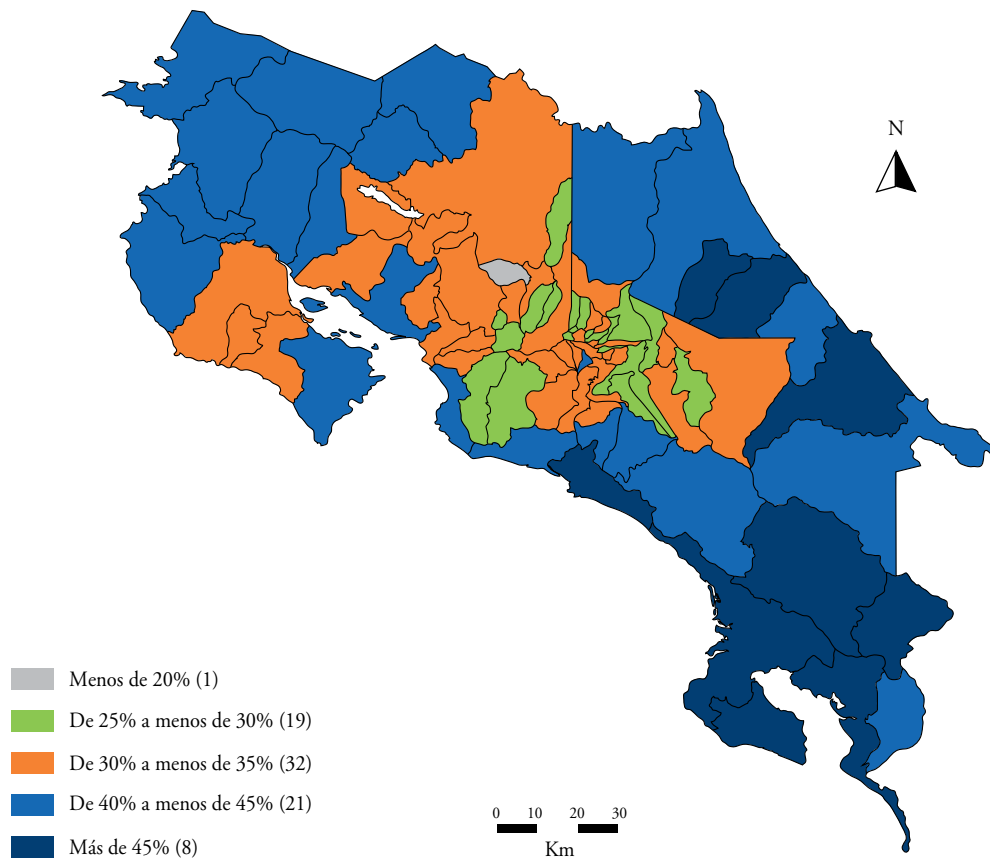 N
Menos de 20% (1)
De 25% a menos de 30% (19)
De 30% a menos de 35% (32)
De 40% a menos de 45% (21)
Más de 45% (8)
0 10 20 30
Km